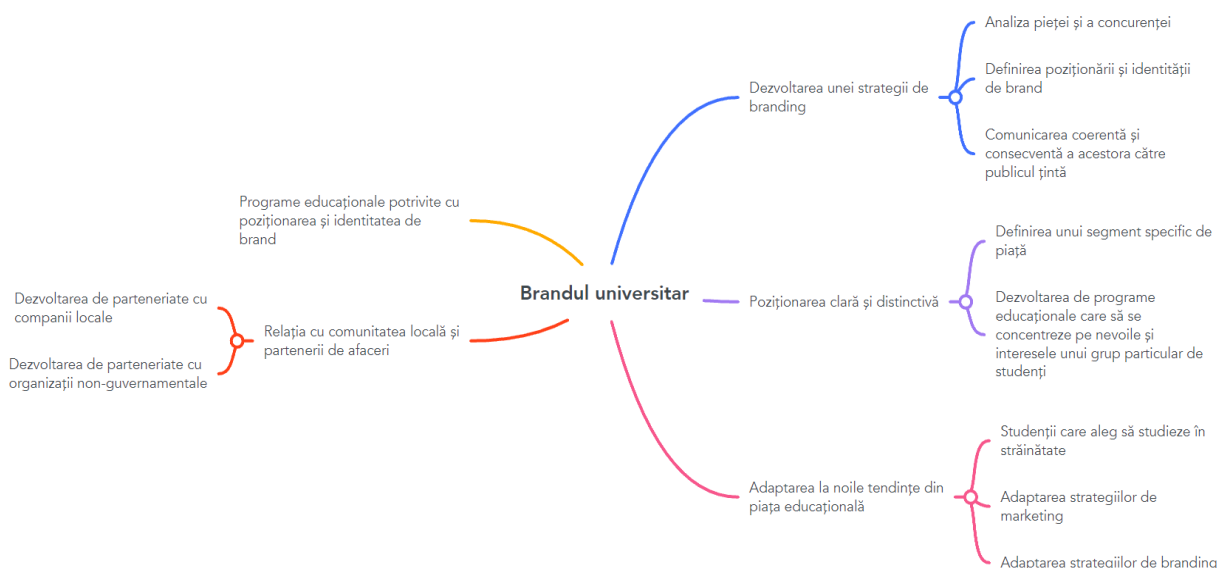 Brandul universitar
Dezvoltarea unei strategii de
branding
Analiza pieței și a concurenței
Definirea poziționării și identității
de brand
Comunicarea coerentă și
consecventă a acestora către
publicul țintă
Poziționarea clară și distinctivă
Definirea unui segment specific de
piață
Dezvoltarea de programe
educaționale care să se
concentreze pe nevoile și
interesele unui grup particular de
studenți
Adaptarea la noile tendințe din
piața educațională
Studenții care aleg să studieze în
străinătate
Adaptarea strategiilor de
marketing
Adaptarea strategiilor de branding
Programe educaționale potrivite cu
poziționarea și identitatea de
brand
Relația cu comunitatea locală și
partenerii de afaceri
Dezvoltarea de parteneriate cu
companii locale
Dezvoltarea de parteneriate cu
organizații non-guvernamentale